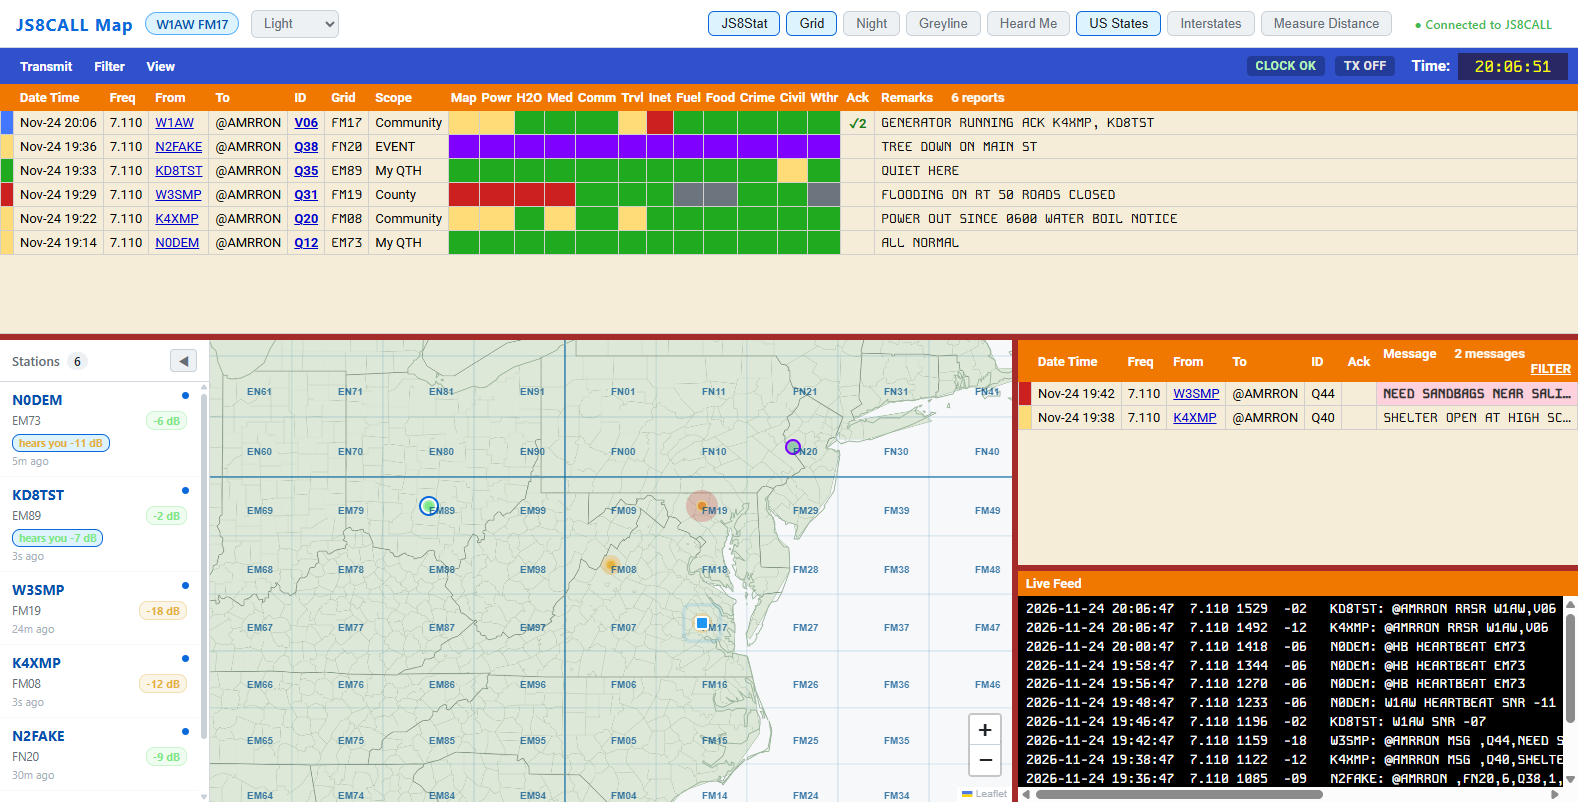 JS8CALL Map W1AW FM17 Light JS8Stat Grid Night Greyline Heard Me US States Interstates Measure Distance ● Connected to JS8CALL
Transmit Filter View CLOCK OK TX OFF Time: 20:06:51
Date Time Freq From To ID Grid Scope Map Powr H2O Med Comm Trvl Inet Fuel Food Crime Civil Wthr Ack Remarks 6 reports
Nov-24 20:06 7.110 W1AW @AMRRON V06 FM17 Community ✓2 GENERATOR RUNNING ACK K4XMP, KD8TST
Nov-24 19:36 7.110 N2FAKE @AMRRON Q38 FN20 EVENT TREE DOWN ON MAIN ST
Nov-24 19:33 7.110 KD8TST @AMRRON Q35 EM89 My QTH QUIET HERE
Nov-24 19:29 7.110 W3SMP @AMRRON Q31 FM19 County FLOODING ON RT 50 ROADS CLOSED
Nov-24 19:22 7.110 K4XMP @AMRRON Q20 FM08 Community POWER OUT SINCE 0600 WATER BOIL NOTICE
Nov-24 19:14 7.110 N0DEM @AMRRON Q12 EM73 My QTH ALL NORMAL
Stations 6 ◀
N0DEM
EM73 -6 dB
hears you -11 dB
5m ago
KD8TST
EM89 -2 dB
hears you -7 dB
3s ago
W3SMP
FM19 -18 dB
24m ago
K4XMP
FM08 -12 dB
3s ago
N2FAKE
FN20 -9 dB
30m ago
EN61 EN71 EN81 EN91 FN01 FN11 FN21 FN31 FN41
EN60 EN70 EN80 EN90 FN00 FN10 FN20 FN30 FN40
EM69 EM79 EM89 EM99 FM09 FM19 FM29 FM39 FM49
EM68 EM78 EM88 EM98 FM08 FM18 FM28 FM38 FM48
EM67 EM77 EM87 EM97 FM07 FM17 FM27 FM37 FM47
EM66 EM76 EM86 EM96 FM06 FM16 FM26 FM36 FM46
EM65 EM75 EM85 EM95 FM05 FM15 FM25 FM35
EM64 EM74 EM84 EM94 FM04 FM14 FM24 FM34
+
−
Leaflet
Date Time Freq From To ID Ack Message 2 messages
FILTER
Nov-24 19:42 7.110 W3SMP @AMRRON Q44 NEED SANDBAGS NEAR SALI…
Nov-24 19:38 7.110 K4XMP @AMRRON Q40 SHELTER OPEN AT HIGH SC…
Live Feed
2026-11-24 20:06:47 7.110 1529 -02 KD8TST: @AMRRON RRSR W1AW,V06
2026-11-24 20:06:47 7.110 1492 -12 K4XMP: @AMRRON RRSR W1AW,V06
2026-11-24 20:00:47 7.110 1418 -06 N0DEM: @HB HEARTBEAT EM73
2026-11-24 19:58:47 7.110 1344 -06 N0DEM: @HB HEARTBEAT EM73
2026-11-24 19:56:47 7.110 1270 -06 N0DEM: @HB HEARTBEAT EM73
2026-11-24 19:48:47 7.110 1233 -06 N0DEM: W1AW HEARTBEAT SNR -11
2026-11-24 19:46:47 7.110 1196 -02 KD8TST: W1AW SNR -07
2026-11-24 19:42:47 7.110 1159 -18 W3SMP: @AMRRON MSG ,Q44,NEED S
2026-11-24 19:38:47 7.110 1122 -12 K4XMP: @AMRRON MSG ,Q40,SHELTE
2026-11-24 19:36:47 7.110 1085 -09 N2FAKE: @AMRRON ,FN20,6,Q38,1,